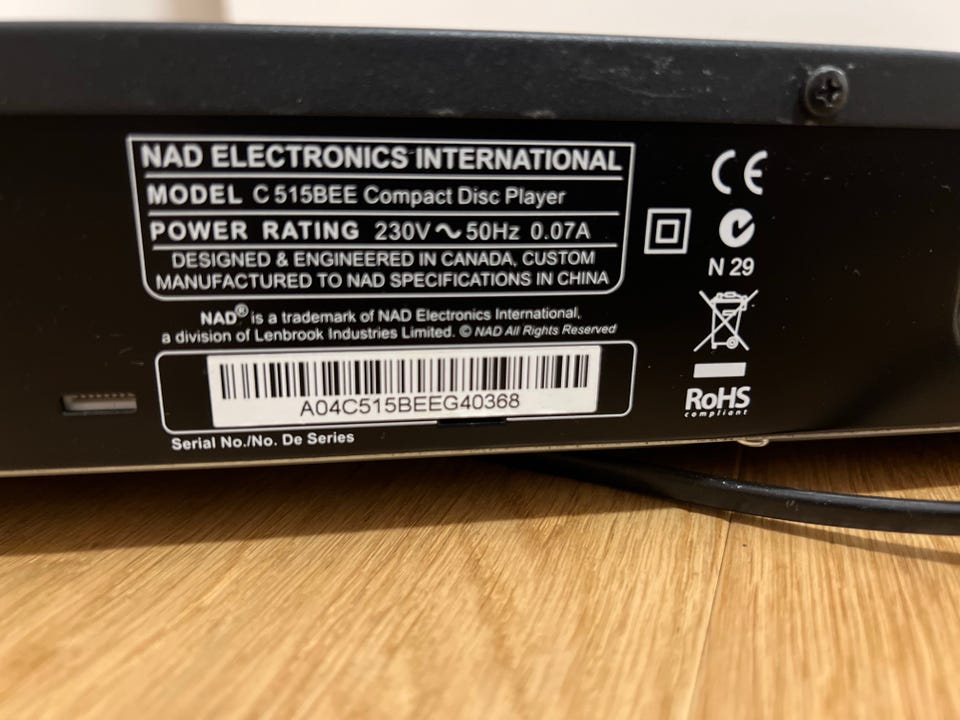 NAD ELECTRONICS INTERNATIONAL
MODEL C 515BEE Compact Disc Player
POWER RATING 230V ~ 50Hz 0.07A
DESIGNED & ENGINEERED IN CANADA, CUSTOM
MANUFACTURED TO NAD SPECIFICATIONS IN CHINA
NAD® is a trademark of NAD Electronics International,
a division of Lenbrook Industries Limited. © NAD All Rights Reserved
A04C515BEEG40368
Serial No./No. De Series
CE
N 29
RoHS
compliant